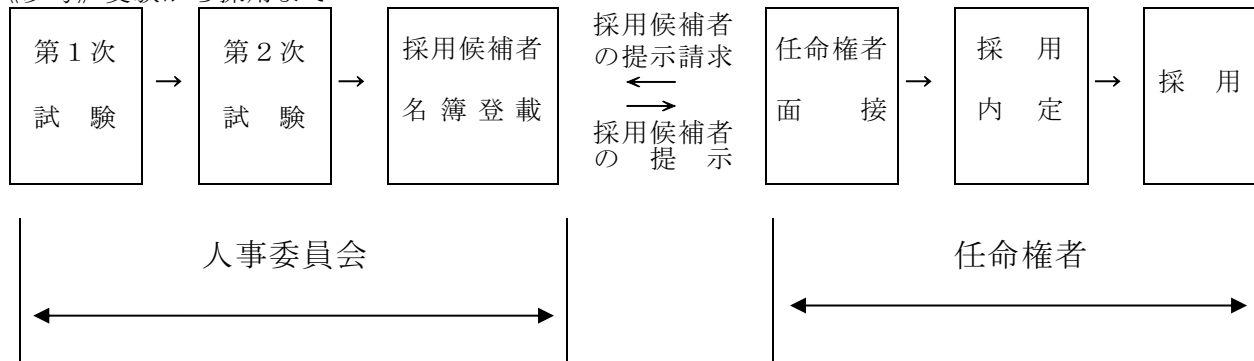 第１次
試　験
→
第２次
試　験
→
採用候補者
名 簿 登 載
採用候補者
の提示請求
←
→
採用候補者
の　提　示
任命権者
面　　　接
→
採　　用
内　　定
→
採　用
人事委員会
任命権者